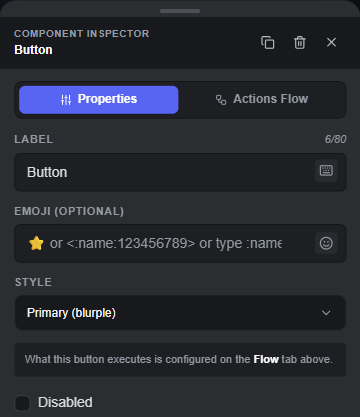 COMPONENT INSPECTOR
Button
Properties
Actions Flow
LABEL 6/80
Button
EMOJI (OPTIONAL)
⭐ or <:name:123456789> or type :name
STYLE
Primary (blurple)
What this button executes is configured on the Flow tab above.
Disabled